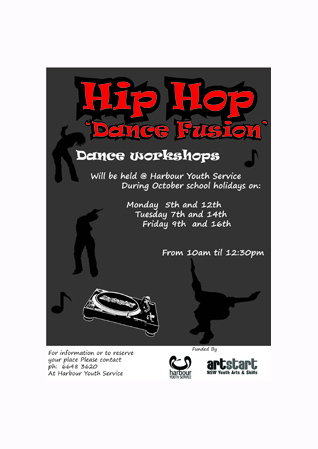 Hip Hop
"Dance Fusion"
Dance workshops
Will be held @ Harbour Youth Service
During October school holidays on:
Monday 5th and 12th
Tuesday 7th and 14th
Friday 9th and 16th
From 10am til 12:30pm
For information or to reserve
your place Please contact
ph: 6648 3620
At Harbour Youth Service
Funded By
harbour
YOUTH SERVICE
artstart
NSW Youth Arts & Skills